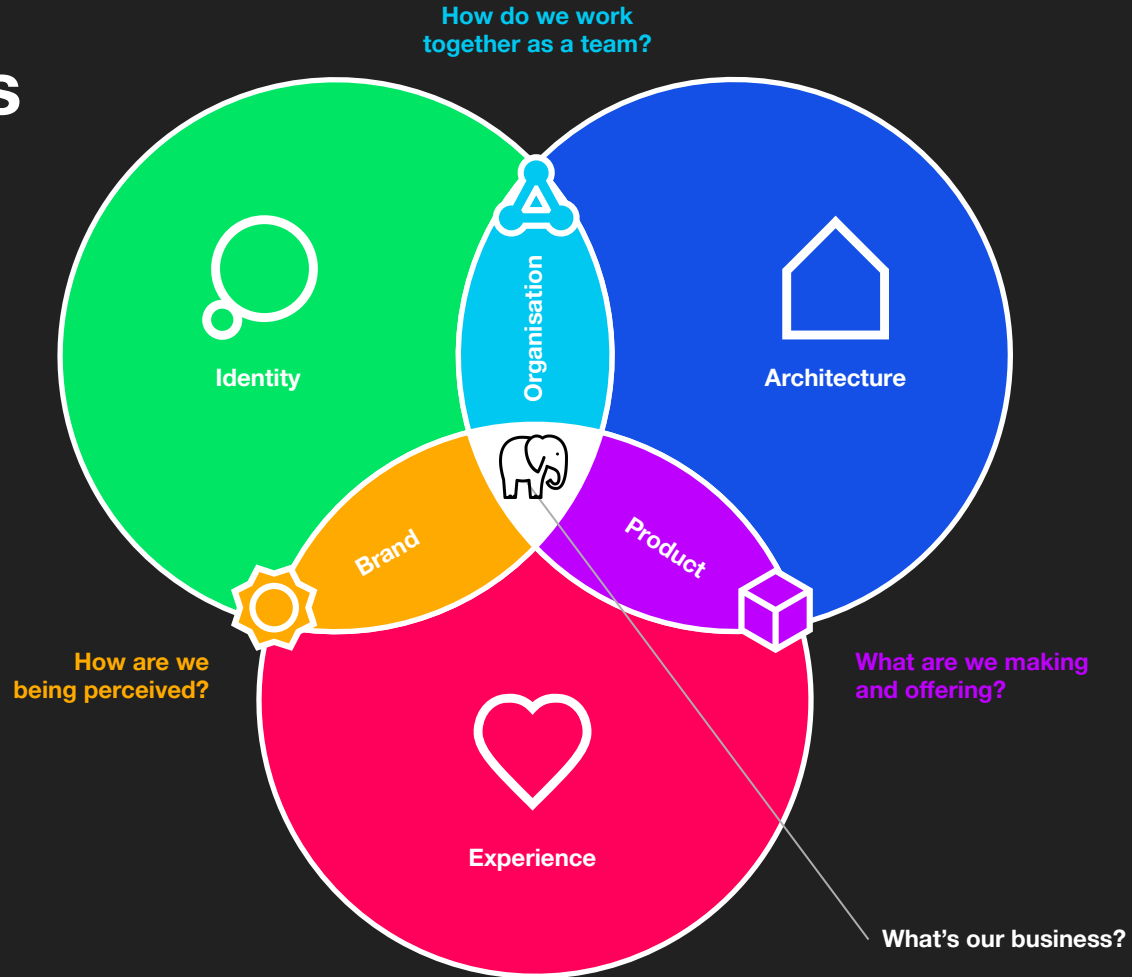 How do we work
together as a team?
s
Organisation
Identity
Architecture
Brand
Product
How are we
being perceived?
What are we making
and offering?
Experience
What's our business?